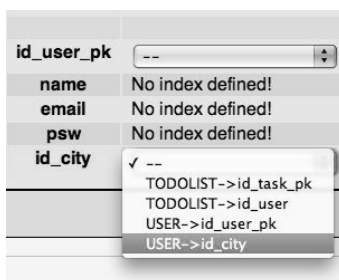 id_user_pk --
name No index defined!
email No index defined!
psw No index defined!
id_city ✓ --
TODOLIST->id_task_pk
TODOLIST->id_user
USER->id_user_pk
USER->id_city